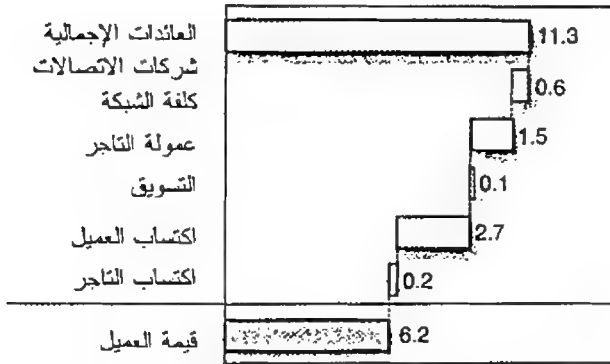 العائدات الإجمالية 11.3
شركات الاتصالات
كلفة الشبكة 0.6
عمولة التاجر 1.5
التسويق 0.1
اكتساب العميل 2.7
اكتساب التاجر 0.2
قيمة العميل 6.2